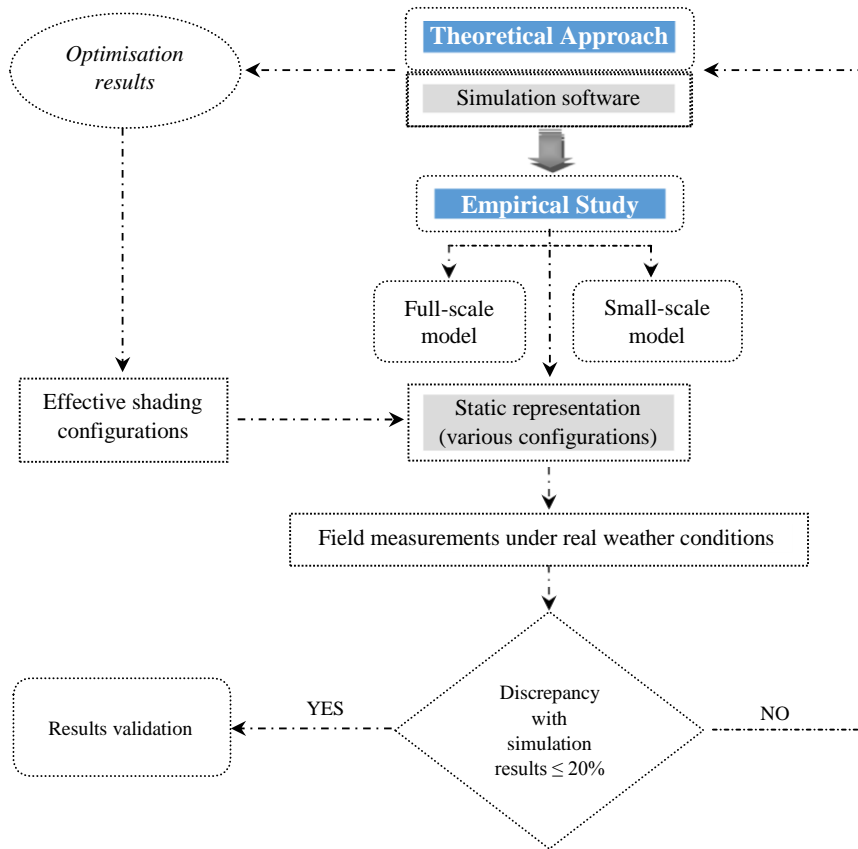 Theoretical Approach
Optimisation
results
Simulation software
Empirical Study
Full-scale
model
Small-scale
model
Effective shading
configurations
Static representation
(various configurations)
Field measurements under real weather conditions
Discrepancy
with
simulation
results ≤ 20%
YES
NO
Results validation